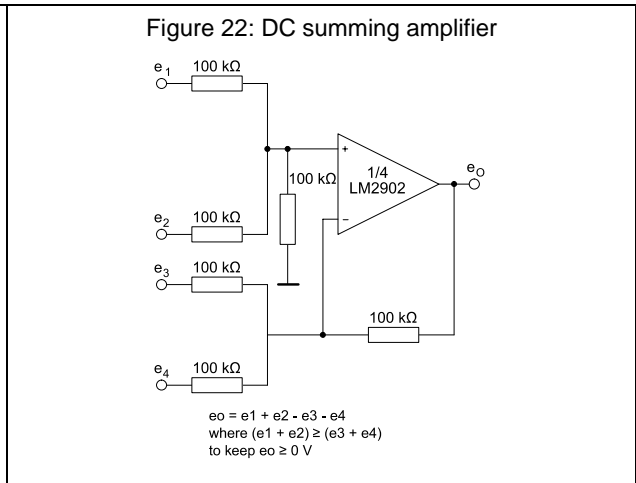 Figure 22: DC summing amplifier
e1
100 kΩ
+
1/4
LM2902
eO
100 kΩ
−
e2
100 kΩ
e3
100 kΩ
100 kΩ
e4
100 kΩ
eo = e1 + e2 - e3 - e4
where (e1 + e2) ≥ (e3 + e4)
to keep eo ≥ 0 V